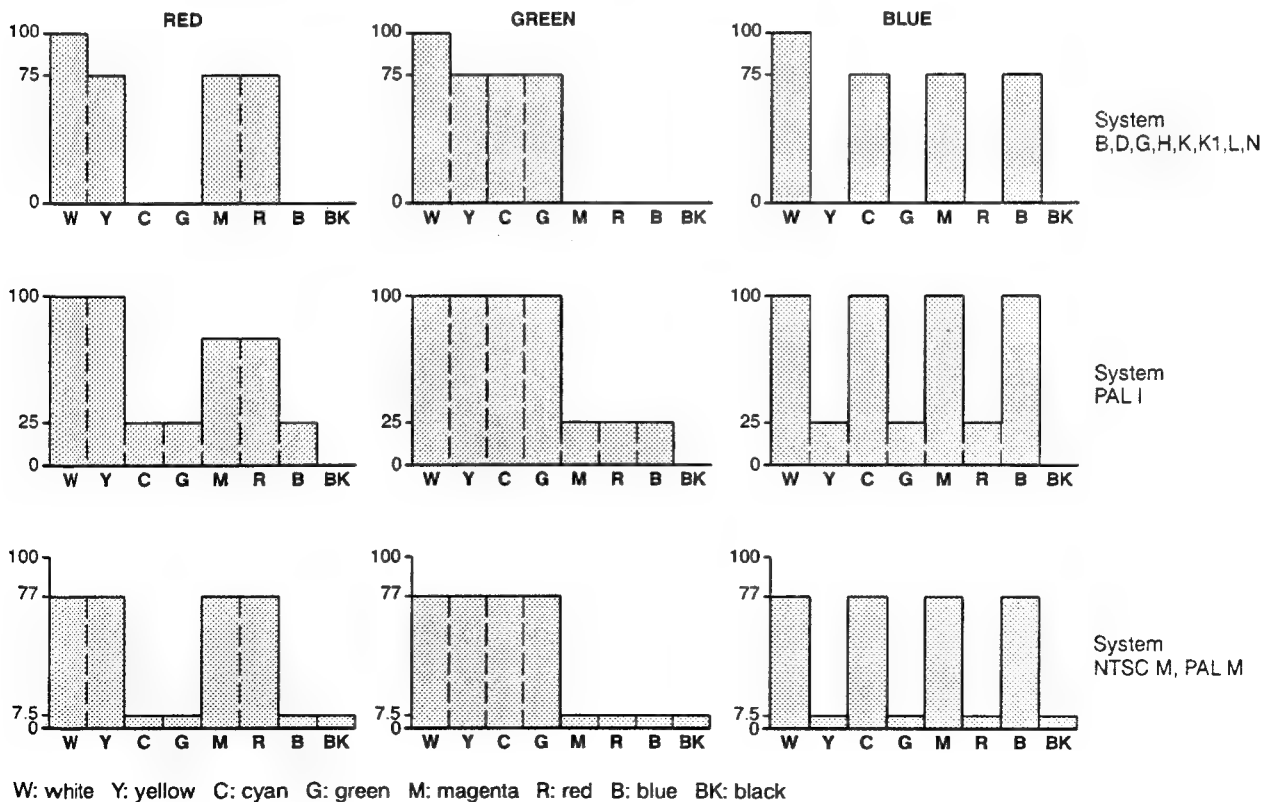 RED GREEN BLUE
100 100 100
75 75 75
System
B,D,G,H,K,K1,L,N
0 0 0
W Y C G M R B BK W Y C G M R B BK W Y C G M R B BK
100 100 100
System
PAL I
25 25 25
0 0 0
W Y C G M R B BK W Y C G M R B BK W Y C G M R B BK
100 100 100
77 77 77
System
NTSC M, PAL M
7.5 7.5 7.5
0 0 0
W Y C G M R B BK W Y C G M R B BK W Y C G M R B BK
W: white Y: yellow C: cyan G: green M: magenta R: red B: blue BK: black